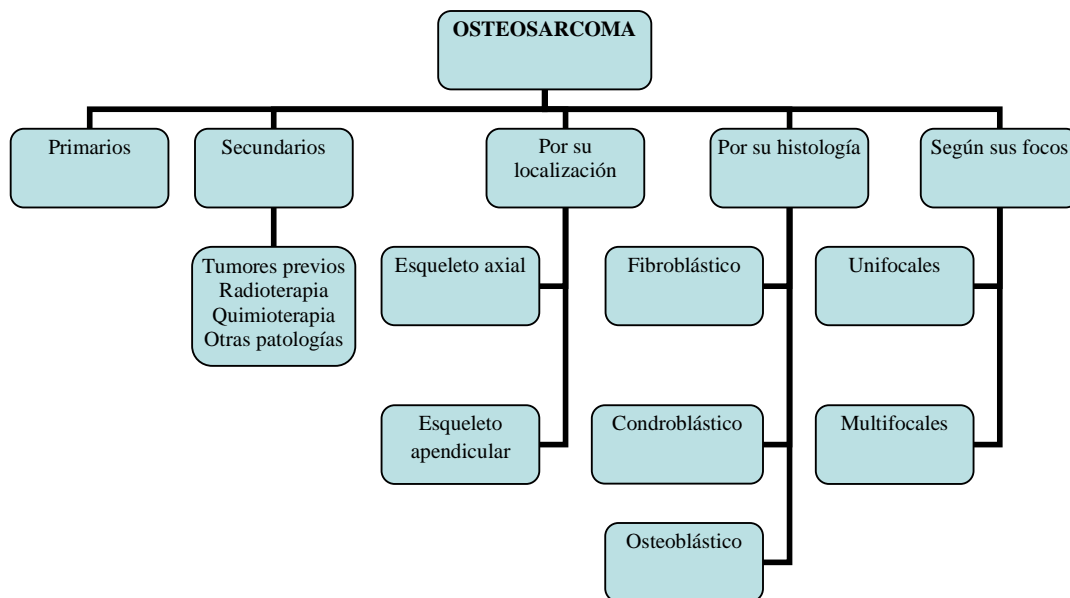 OSTEOSARCOMA
Primarios
Secundarios
Por su
localización
Por su histología
Según sus focos
Tumores previos
Radioterapia
Quimioterapia
Otras patologías
Esqueleto axial
Fibroblástico
Unifocales
Esqueleto
apendicular
Condroblástico
Multifocales
Osteoblástico